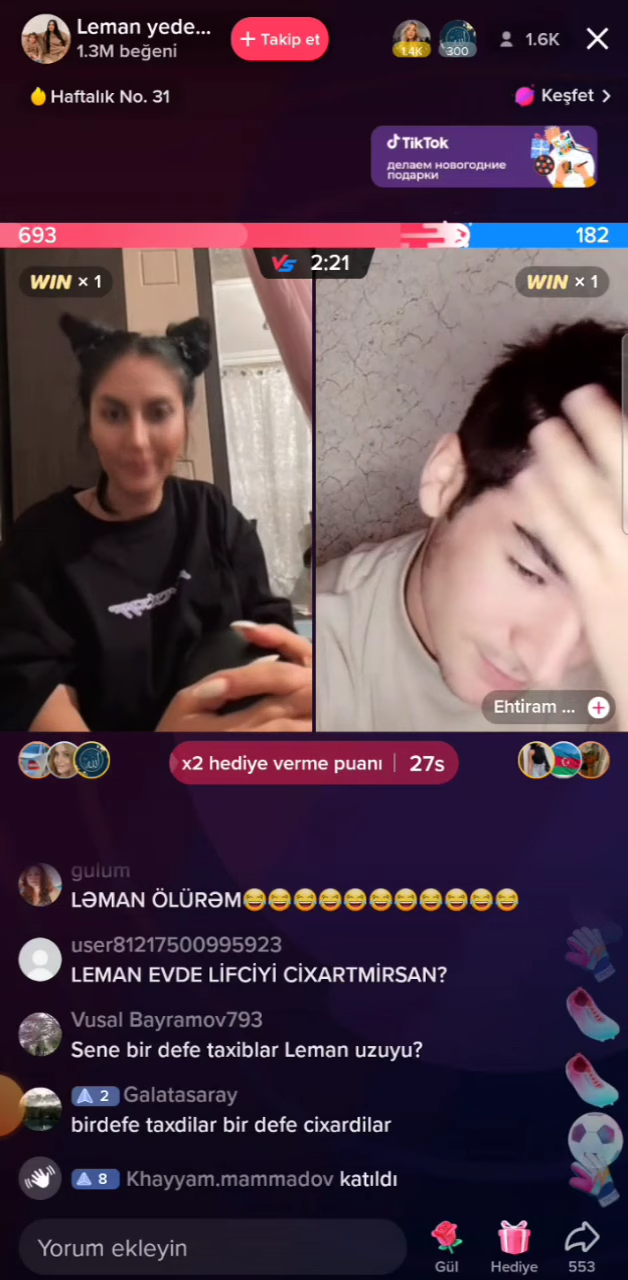 Leman yede...
1.3M beğeni
+ Takip et
1.4K
300
1.6K
Haftalık No. 31
Keşfet
TikTok
делаем новогодние
подарки
693
182
VS 2:21
WIN × 1
WIN × 1
Ehtiram ...
x2 hediye verme puanı | 27s
gulum
LƏMAN ÖLÜRƏM😂😂😂😂😂😂😂😂😂😂😂
user81217500995923
LEMAN EVDE LİFCİYİ CİXARTMİRSAN?
Vusal Bayramov793
Sene bir defe taxiblar Leman uzuyu?
2 Galatasaray
birdefe taxdilar bir defe cixardilar
8 Khayyam.mammadov katıldı
Yorum ekleyin
Gül
Hediye
553